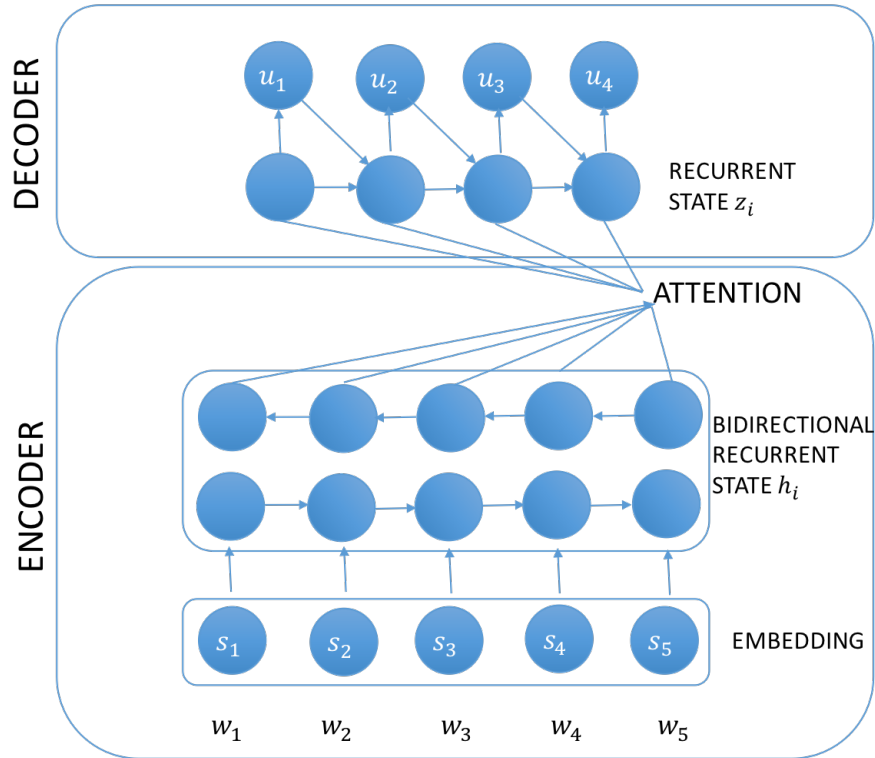 DECODER
u₁ u₂ u₃ u₄
RECURRENT
STATE zᵢ
ATTENTION
ENCODER
BIDIRECTIONAL
RECURRENT
STATE hᵢ
s₁ s₂ s₃ s₄ s₅
EMBEDDING
w₁ w₂ w₃ w₄ w₅